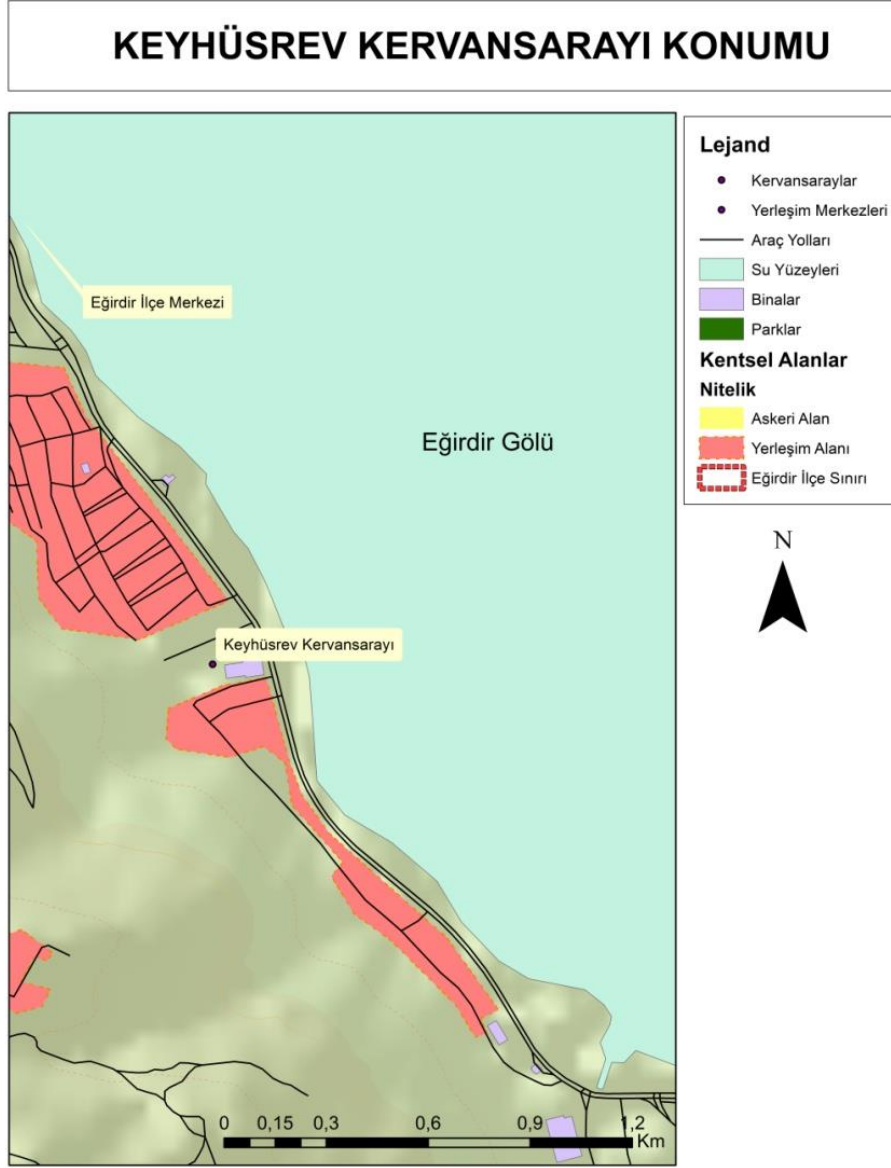 KEYHÜSREV KERVANSARAYI KONUMU
Eğirdir İlçe Merkezi
Eğirdir Gölü
Keyhüsrev Kervansarayı
0 0,15 0,3 0,6 0,9 1,2
Km
Lejand
Kervansaraylar
Yerleşim Merkezleri
Araç Yolları
Su Yüzeyleri
Binalar
Parklar
Kentsel Alanlar
Nitelik
Askeri Alan
Yerleşim Alanı
Eğirdir İlçe Sınırı
N